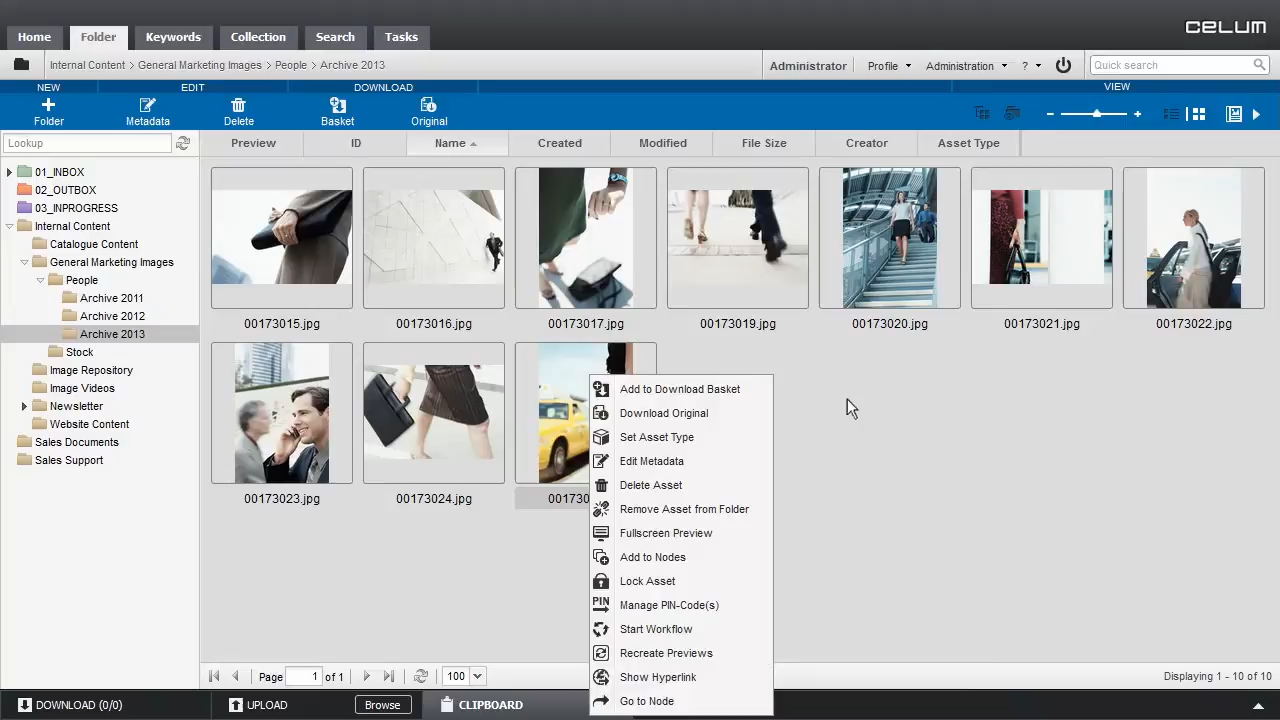 CELUM
Home Folder Keywords Collection Search Tasks
Internal Content > General Marketing Images > People > Archive 2013
Administrator Profile Administration ? Quick search
NEW EDIT DOWNLOAD VIEW
Folder Metadata Delete Basket Original
Lookup
Preview ID Name Created Modified File Size Creator Asset Type
01_INBOX
02_OUTBOX
03_INPROGRESS
Internal Content
Catalogue Content
General Marketing Images
People
Archive 2011
Archive 2012
Archive 2013
Stock
Image Repository
Image Videos
Newsletter
Website Content
Sales Documents
Sales Support
00173015.jpg 00173016.jpg 00173017.jpg 00173019.jpg 00173020.jpg 00173021.jpg 00173022.jpg
00173023.jpg 00173024.jpg
Add to Download Basket
Download Original
Set Asset Type
Edit Metadata
Delete Asset
Remove Asset from Folder
Fullscreen Preview
Add to Nodes
Lock Asset
PIN Manage PIN-Code(s)
Start Workflow
Recreate Previews
Show Hyperlink
Go to Node
Page 1 of 1 100 Displaying 1 - 10 of 10
DOWNLOAD (0/0) UPLOAD Browse CLIPBOARD